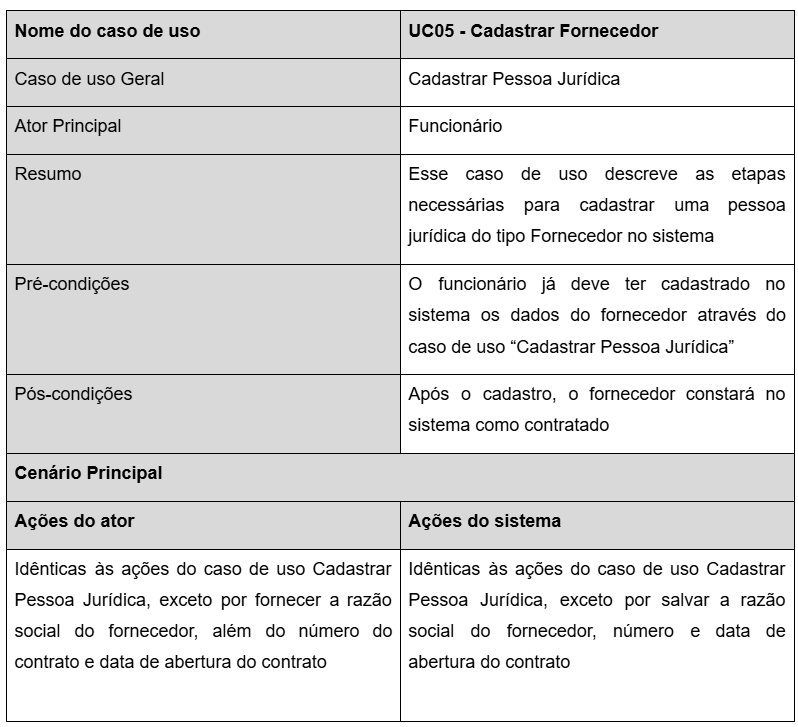 Nome do caso de uso
UC05 - Cadastrar Fornecedor
Caso de uso Geral
Cadastrar Pessoa Jurídica
Ator Principal
Funcionário
Resumo
Esse caso de uso descreve as etapas
necessárias para cadastrar uma pessoa
jurídica do tipo Fornecedor no sistema
Pré-condições
O funcionário já deve ter cadastrado no
sistema os dados do fornecedor através do
caso de uso “Cadastrar Pessoa Jurídica”
Pós-condições
Após o cadastro, o fornecedor constará no
sistema como contratado
Cenário Principal
Ações do ator
Ações do sistema
Idênticas às ações do caso de uso Cadastrar
Pessoa Jurídica, exceto por fornecer a razão
social do fornecedor, além do número do
contrato e data de abertura do contrato
Idênticas às ações do caso de uso Cadastrar
Pessoa Jurídica, exceto por salvar a razão
social do fornecedor, número e data de
abertura do contrato